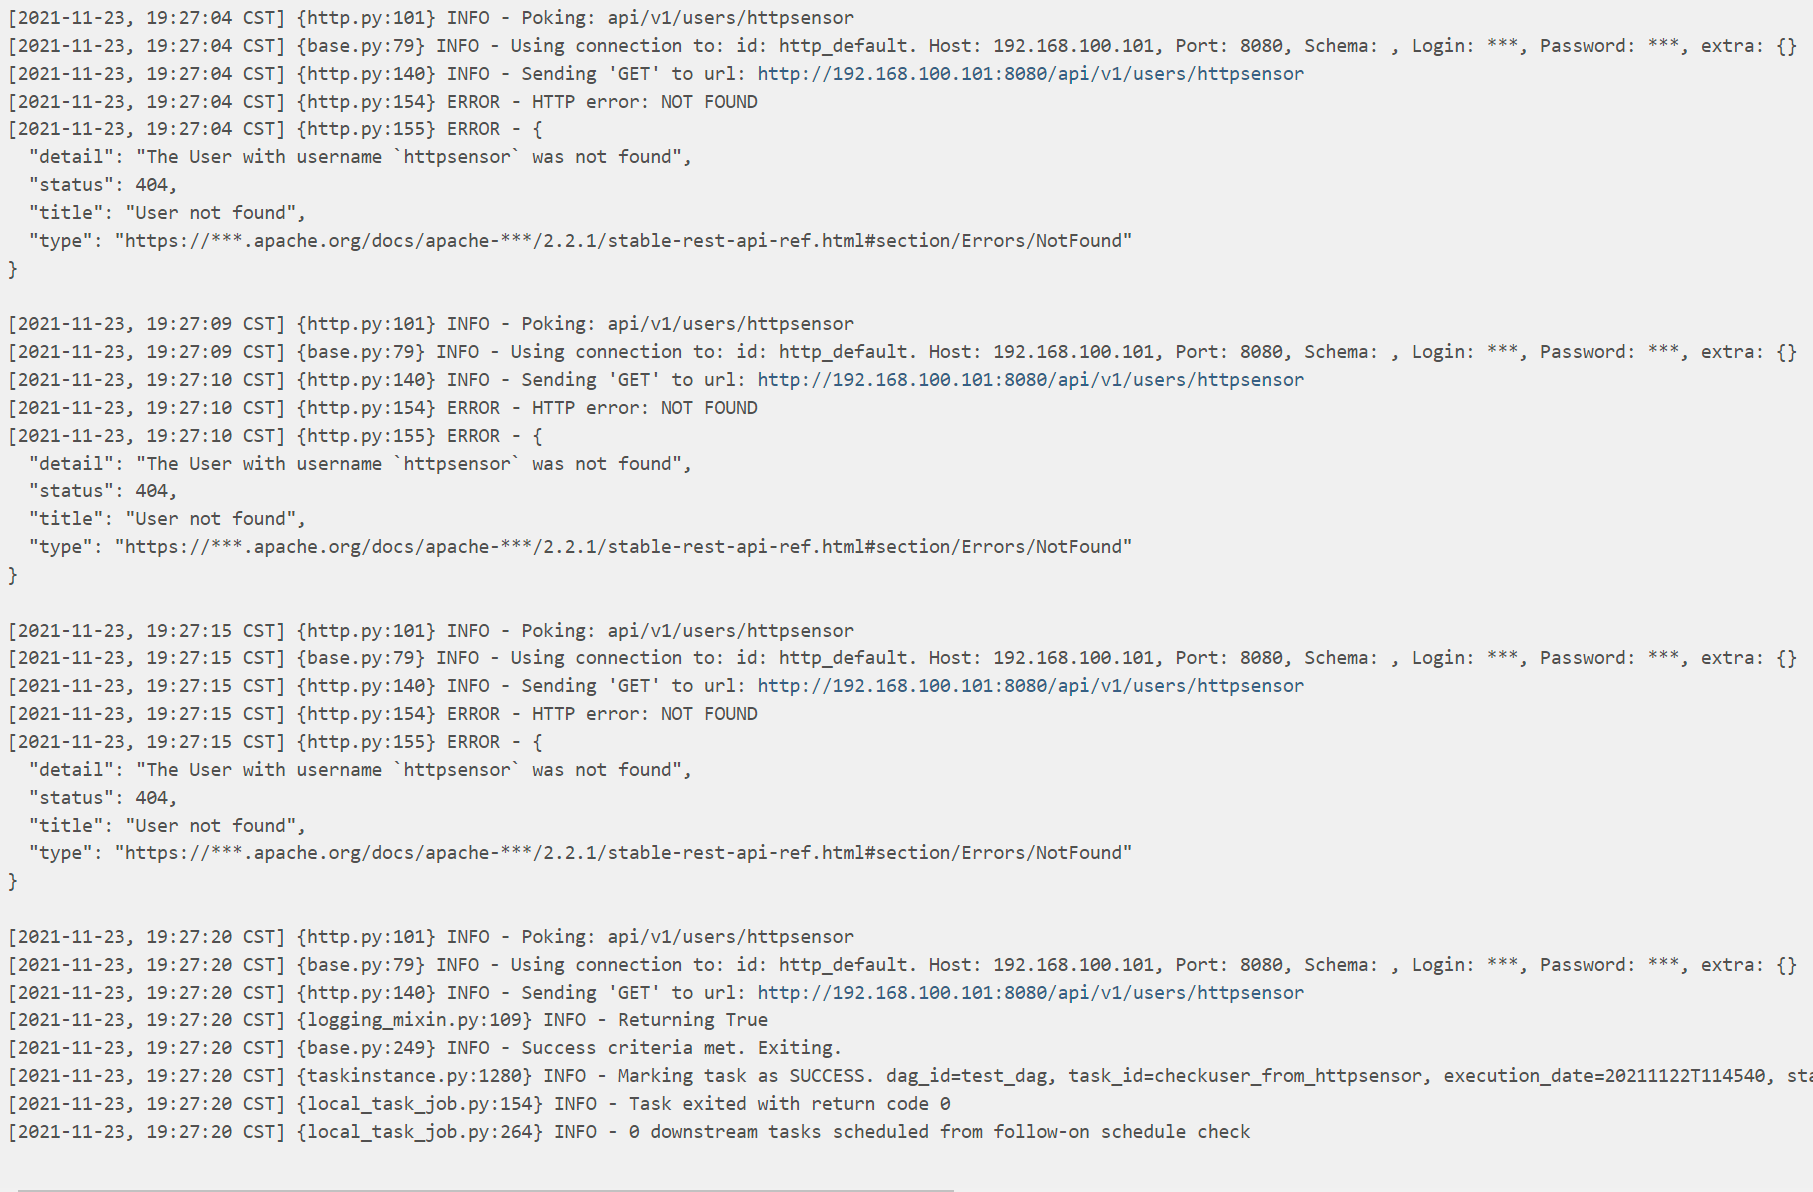 [2021-11-23, 19:27:04 CST] {http.py:101} INFO - Poking: api/v1/users/httpsensor
[2021-11-23, 19:27:04 CST] {base.py:79} INFO - Using connection to: id: http_default. Host: 192.168.100.101, Port: 8080, Schema: , Login: ***, Password: ***, extra: {}
[2021-11-23, 19:27:04 CST] {http.py:140} INFO - Sending 'GET' to url: http://192.168.100.101:8080/api/v1/users/httpsensor
[2021-11-23, 19:27:04 CST] {http.py:154} ERROR - HTTP error: NOT FOUND
[2021-11-23, 19:27:04 CST] {http.py:155} ERROR - {
  "detail": "The User with username `httpsensor` was not found",
  "status": 404,
  "title": "User not found",
  "type": "https://***.apache.org/docs/apache-***/2.2.1/stable-rest-api-ref.html#section/Errors/NotFound"
}

[2021-11-23, 19:27:09 CST] {http.py:101} INFO - Poking: api/v1/users/httpsensor
[2021-11-23, 19:27:09 CST] {base.py:79} INFO - Using connection to: id: http_default. Host: 192.168.100.101, Port: 8080, Schema: , Login: ***, Password: ***, extra: {}
[2021-11-23, 19:27:10 CST] {http.py:140} INFO - Sending 'GET' to url: http://192.168.100.101:8080/api/v1/users/httpsensor
[2021-11-23, 19:27:10 CST] {http.py:154} ERROR - HTTP error: NOT FOUND
[2021-11-23, 19:27:10 CST] {http.py:155} ERROR - {
  "detail": "The User with username `httpsensor` was not found",
  "status": 404,
  "title": "User not found",
  "type": "https://***.apache.org/docs/apache-***/2.2.1/stable-rest-api-ref.html#section/Errors/NotFound"
}

[2021-11-23, 19:27:15 CST] {http.py:101} INFO - Poking: api/v1/users/httpsensor
[2021-11-23, 19:27:15 CST] {base.py:79} INFO - Using connection to: id: http_default. Host: 192.168.100.101, Port: 8080, Schema: , Login: ***, Password: ***, extra: {}
[2021-11-23, 19:27:15 CST] {http.py:140} INFO - Sending 'GET' to url: http://192.168.100.101:8080/api/v1/users/httpsensor
[2021-11-23, 19:27:15 CST] {http.py:154} ERROR - HTTP error: NOT FOUND
[2021-11-23, 19:27:15 CST] {http.py:155} ERROR - {
  "detail": "The User with username `httpsensor` was not found",
  "status": 404,
  "title": "User not found",
  "type": "https://***.apache.org/docs/apache-***/2.2.1/stable-rest-api-ref.html#section/Errors/NotFound"
}

[2021-11-23, 19:27:20 CST] {http.py:101} INFO - Poking: api/v1/users/httpsensor
[2021-11-23, 19:27:20 CST] {base.py:79} INFO - Using connection to: id: http_default. Host: 192.168.100.101, Port: 8080, Schema: , Login: ***, Password: ***, extra: {}
[2021-11-23, 19:27:20 CST] {http.py:140} INFO - Sending 'GET' to url: http://192.168.100.101:8080/api/v1/users/httpsensor
[2021-11-23, 19:27:20 CST] {logging_mixin.py:109} INFO - Returning True
[2021-11-23, 19:27:20 CST] {base.py:249} INFO - Success criteria met. Exiting.
[2021-11-23, 19:27:20 CST] {taskinstance.py:1280} INFO - Marking task as SUCCESS. dag_id=test_dag, task_id=checkuser_from_httpsensor, execution_date=20211122T114540, sta
[2021-11-23, 19:27:20 CST] {local_task_job.py:154} INFO - Task exited with return code 0
[2021-11-23, 19:27:20 CST] {local_task_job.py:264} INFO - 0 downstream tasks scheduled from follow-on schedule check